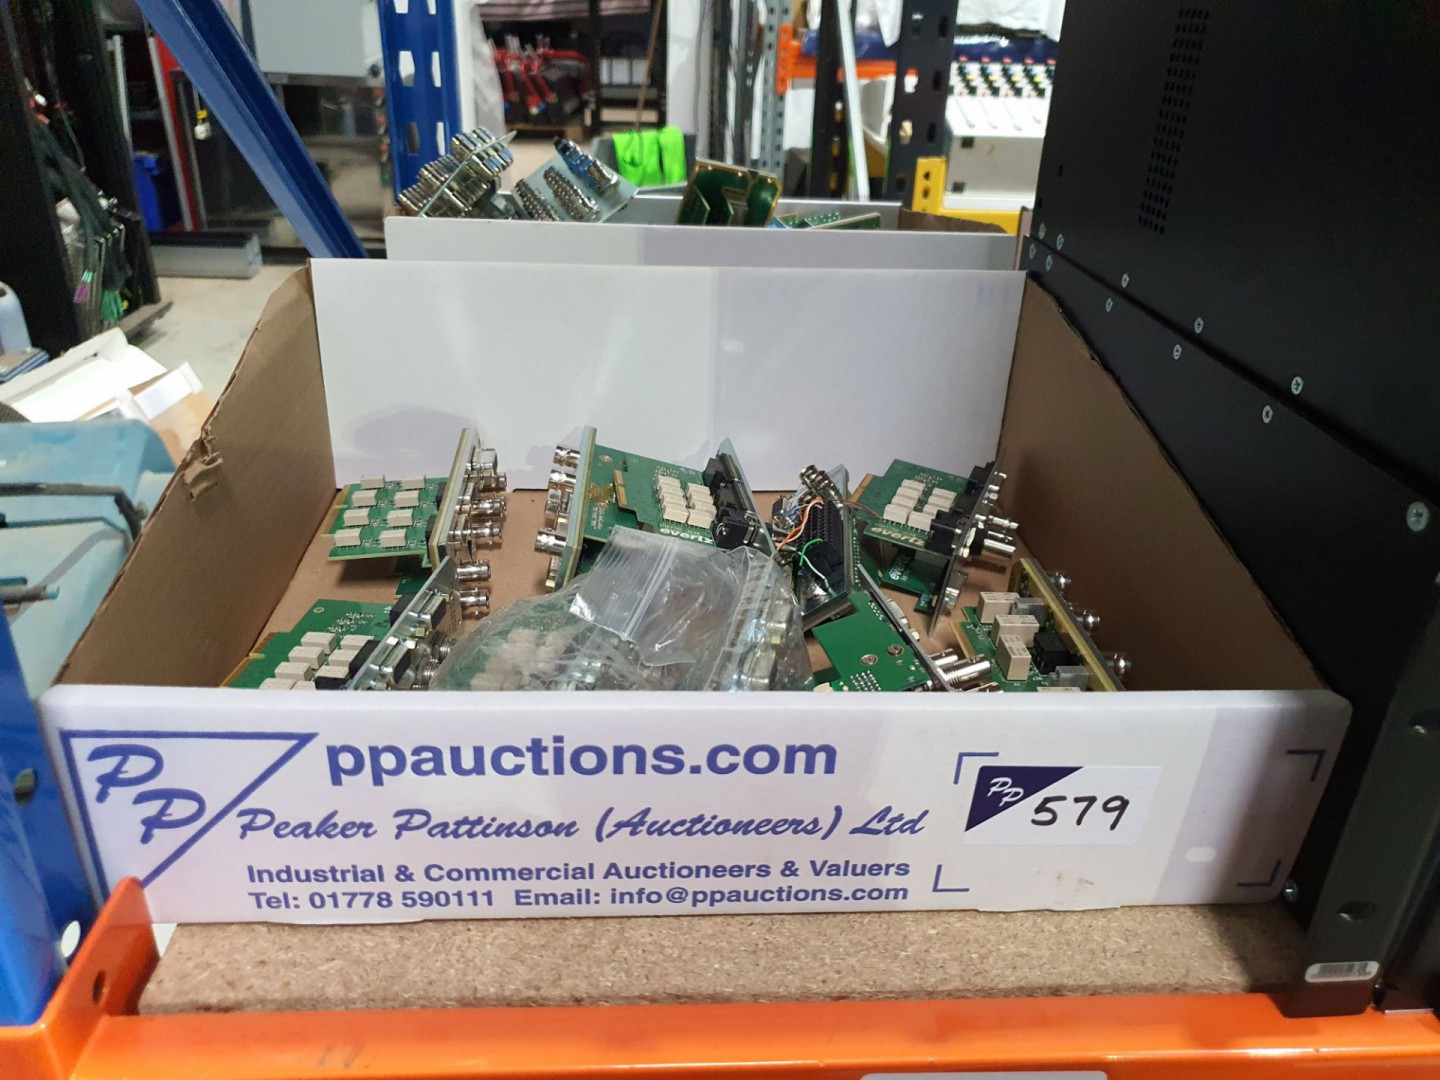 evertz
evertz
PP
ppauctions.com
Peaker Pattinson (Auctioneers) Ltd
Industrial & Commercial Auctioneers & Valuers
Tel: 01778 590111 Email: info@ppauctions.com
PP 579